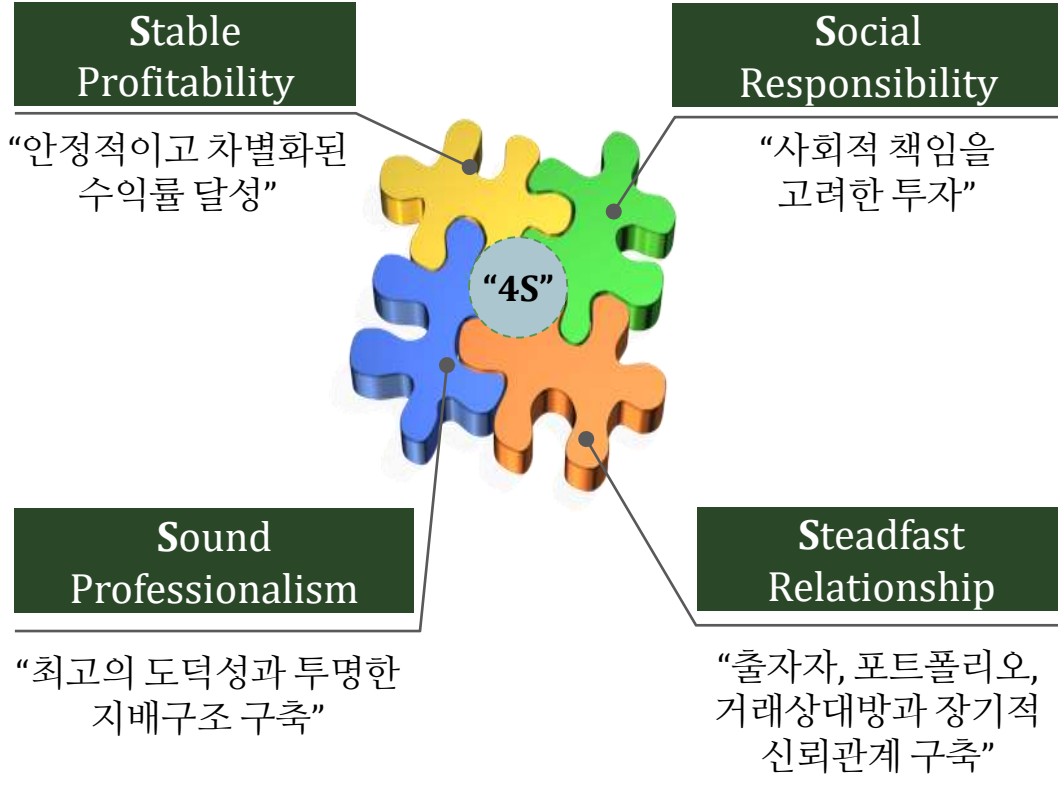 Stable
Profitability
“안정적이고 차별화된
수익률 달성”
Social
Responsibility
“사회적 책임을
고려한 투자”
“4S”
Sound
Professionalism
“최고의 도덕성과 투명한
지배구조 구축”
Steadfast
Relationship
“출자자, 포트폴리오,
거래상대방과 장기적
신뢰관계 구축”